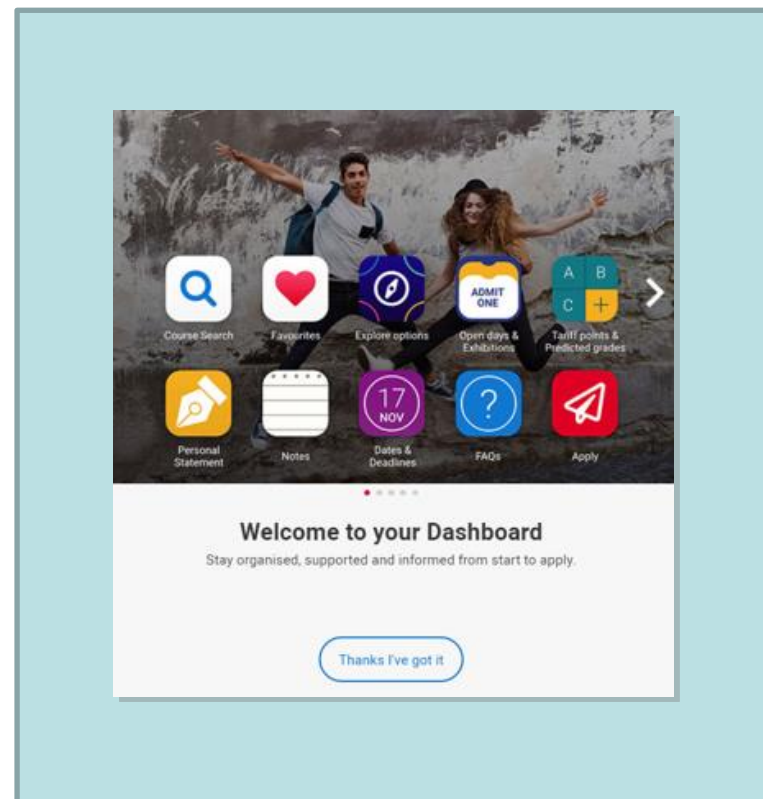 A B
C +
ADMIT
ONE
Course Search
Favourites
Explore options
Open days &
Exhibitions
Tariff points &
Predicted grades
17
NOV
?
Personal
Statement
Notes
Dates &
Deadlines
FAQs
Apply
Welcome to your Dashboard
Stay organised, supported and informed from start to apply.
Thanks I've got it